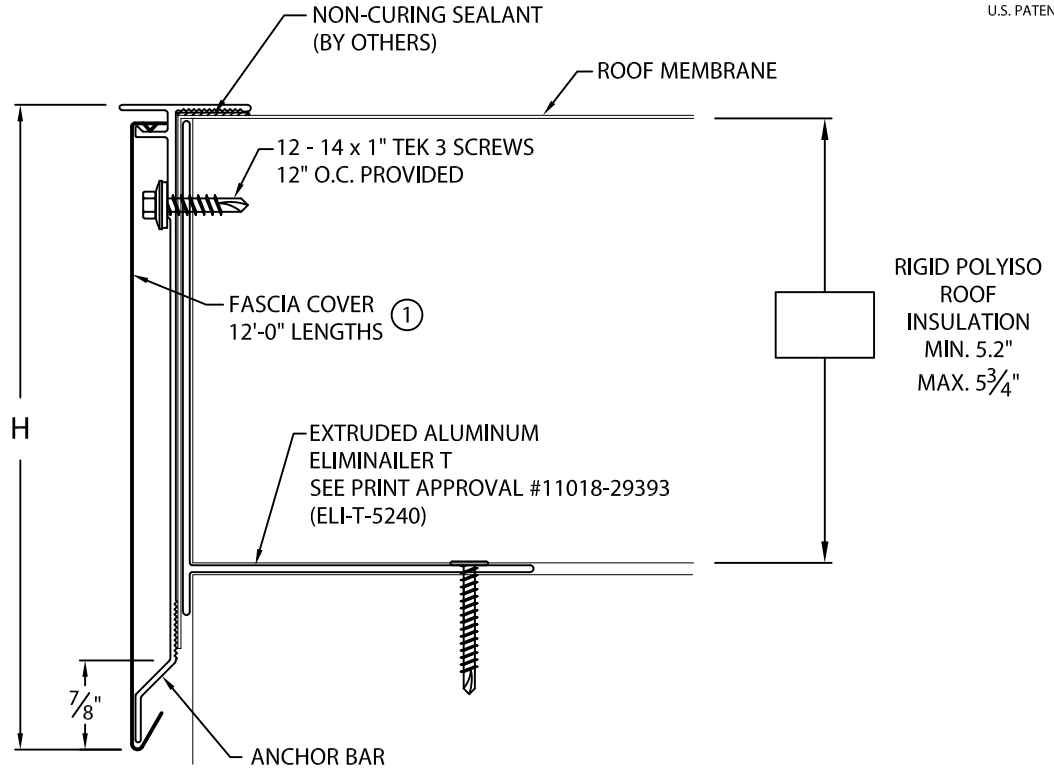 U.S. PATEN
NON-CURING SEALANT
(BY OTHERS)
ROOF MEMBRANE
12 - 14 x 1" TEK 3 SCREWS
12" O.C. PROVIDED
FASCIA COVER
12'-0" LENGTHS
1
RIGID POLYISO
ROOF
INSULATION
MIN. 5.2"
MAX. 5 3/4"
H
EXTRUDED ALUMINUM
ELIMINAILER T
SEE PRINT APPROVAL #11018-29393
(ELI-T-5240)
7/8"
ANCHOR BAR